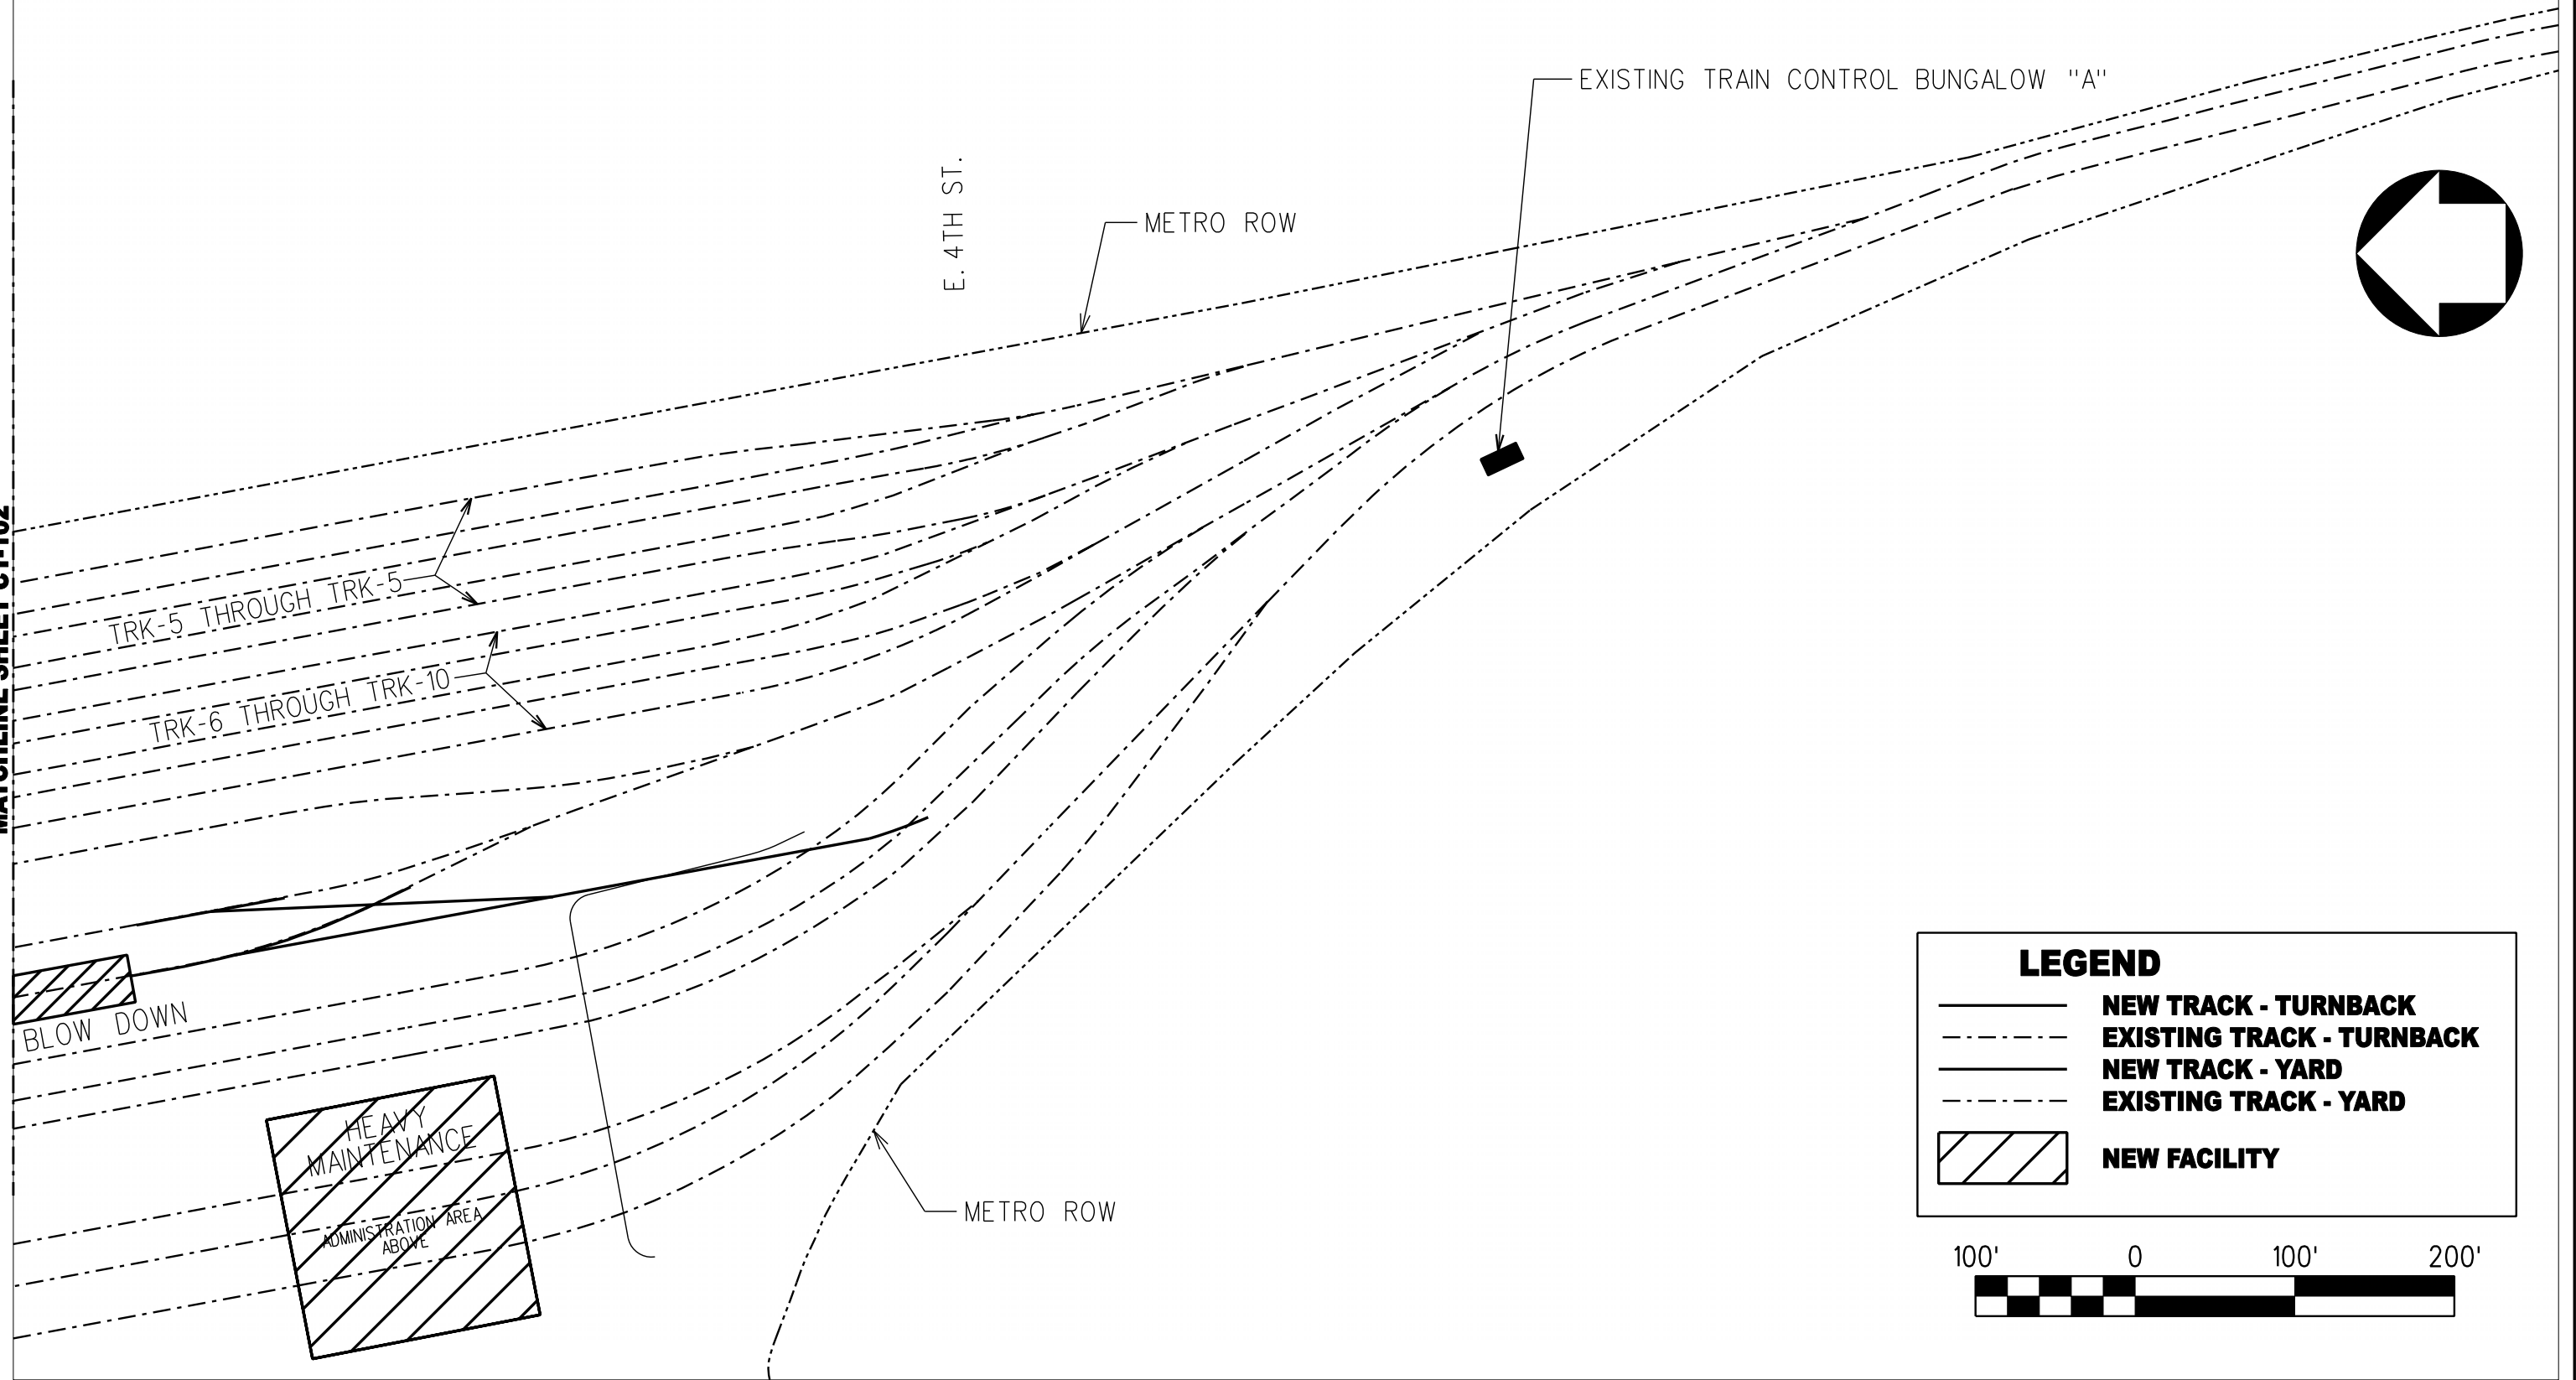 EXISTING TRAIN CONTROL BUNGALOW "A"
E. 4TH ST.
METRO ROW
TRK-5 THROUGH TRK-5
TRK-6 THROUGH TRK-10
BLOW DOWN
HEAVY
MAINTENANCE
ADMINISTRATION AREA
ABOVE
METRO ROW
LEGEND
NEW TRACK - TURNBACK
EXISTING TRACK - TURNBACK
NEW TRACK - YARD
EXISTING TRACK - YARD
NEW FACILITY
100' 0 100' 200'